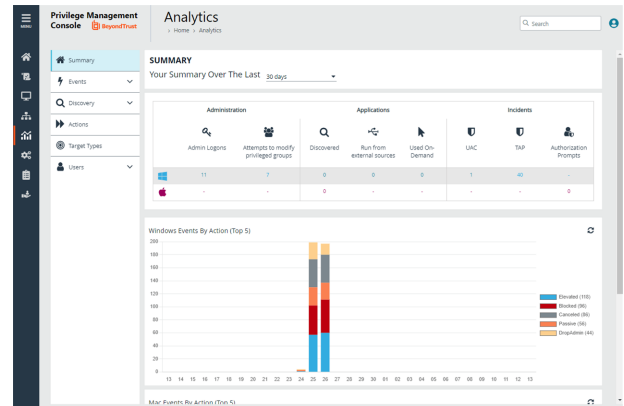 MENU
Privilege Management
Console BeyondTrust
Analytics
> Home > Analytics
Search
Summary
Events
Discovery
Actions
Target Types
Users
SUMMARY
Your Summary Over The Last 30 days
Administration Applications Incidents
Admin Logons Attempts to modify privileged groups Discovered Run from external sources Used On-Demand UAC TAP Authorization Prompts
11 7 0 0 0 1 40 -
- - 0 - - - - 0
Windows Events By Action (Top 5)
200
180
160
140
120
100
80
60
40
20
0
13 14 15 16 17 18 19 20 21 22 23 24 25 26 27 28 29 30 01 02 03 04 05 06 07 08 09 10 11 12 13
Elevated (118)
Blocked (96)
Canceled (86)
Passive (56)
DropAdmin (44)
Mac Events By Action (Top 5)